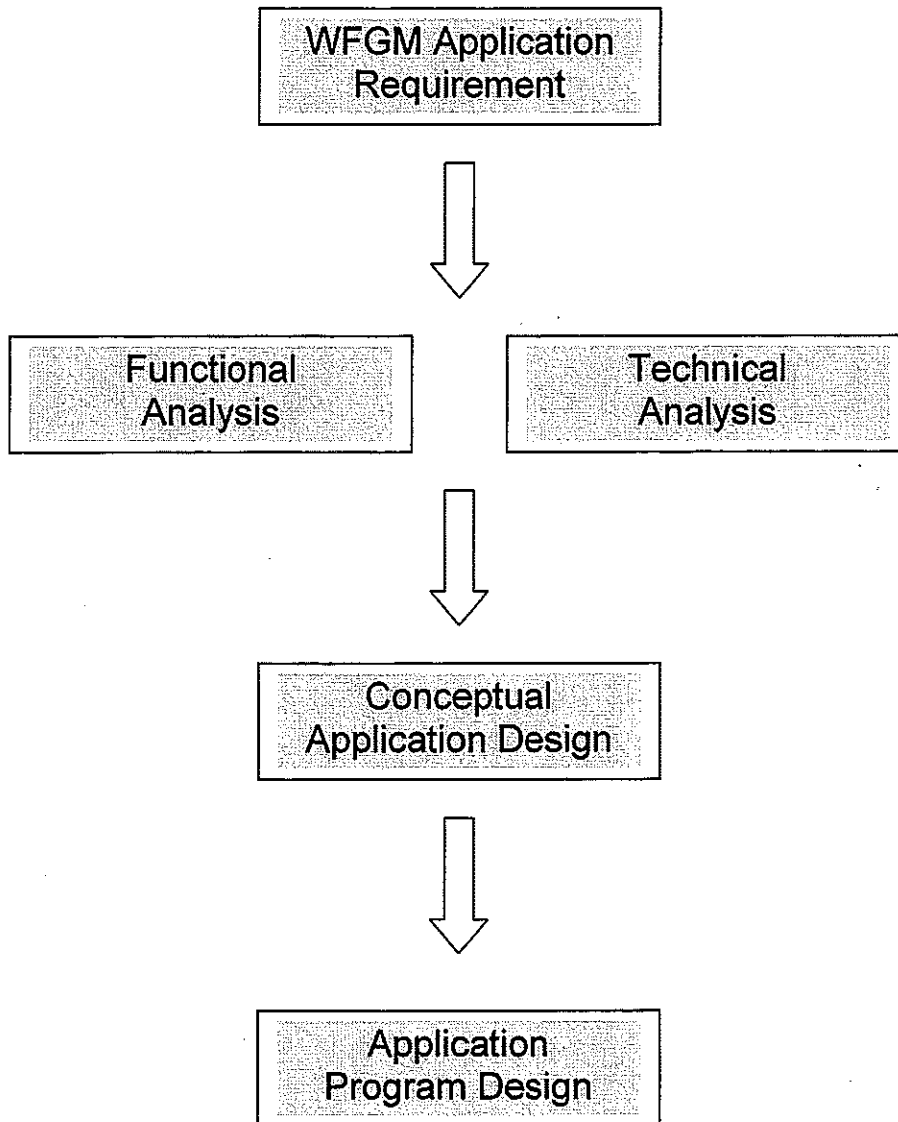 WFGM Application
Requirement
Functional
Analysis
Technical
Analysis
Conceptual
Application Design
Application
Program Design